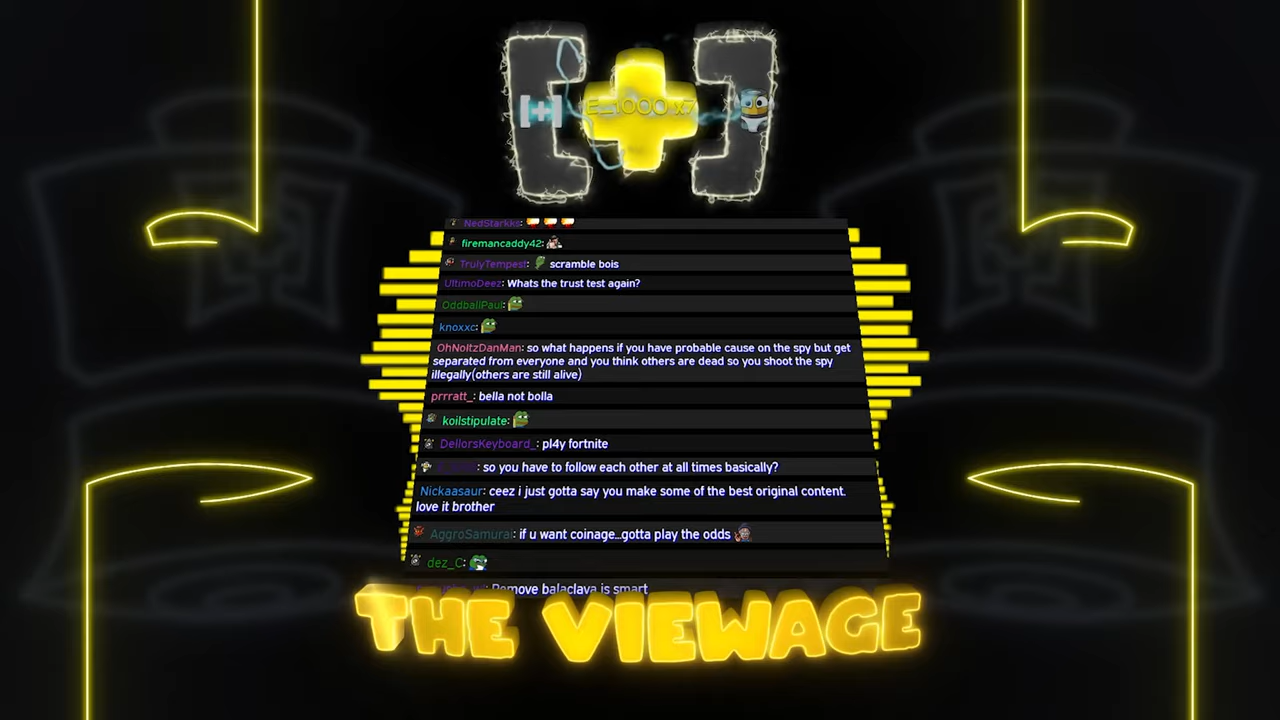 [+] E_1000 x7
NedStarkks:
firemancaddy42:
TrulyTempest: scramble bois
UltimoDeez: Whats the trust test again?
OddballPaul:
knoxxc:
OhNoItzDanMan: so what happens if you have probable cause on the spy but get
separated from everyone and you think others are dead so you shoot the spy
illegally(others are still alive)
prrratt_: bella not bolla
koilstipulate:
DellorsKeyboard_: pl4y fortnite
: so you have to follow each other at all times basically?
Nickaasaur: ceez i just gotta say you make some of the best original content.
love it brother
AggroSamurai: if u want coinage...gotta play the odds
dez_C:
: Remove balaclava is smart
THE VIEWAGE